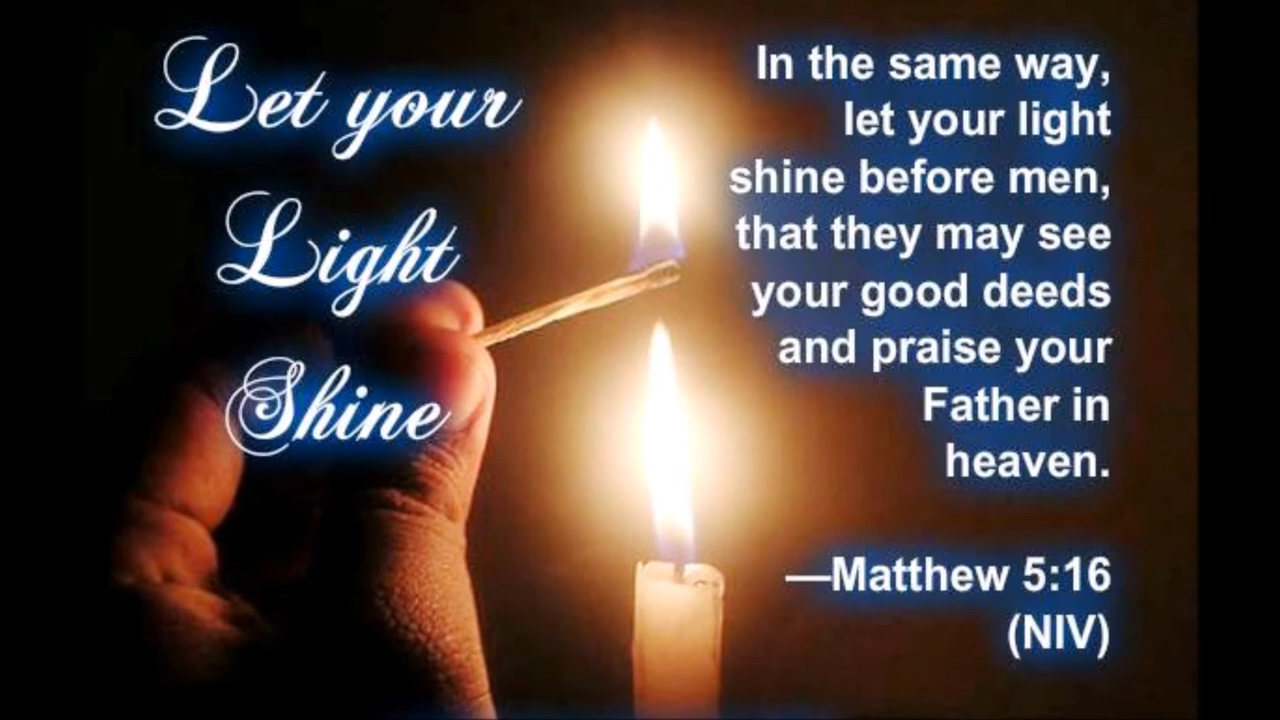 Let your
Light
Shine
In the same way,
let your light
shine before men,
that they may see
your good deeds
and praise your
Father in
heaven.
—Matthew 5:16
(NIV)